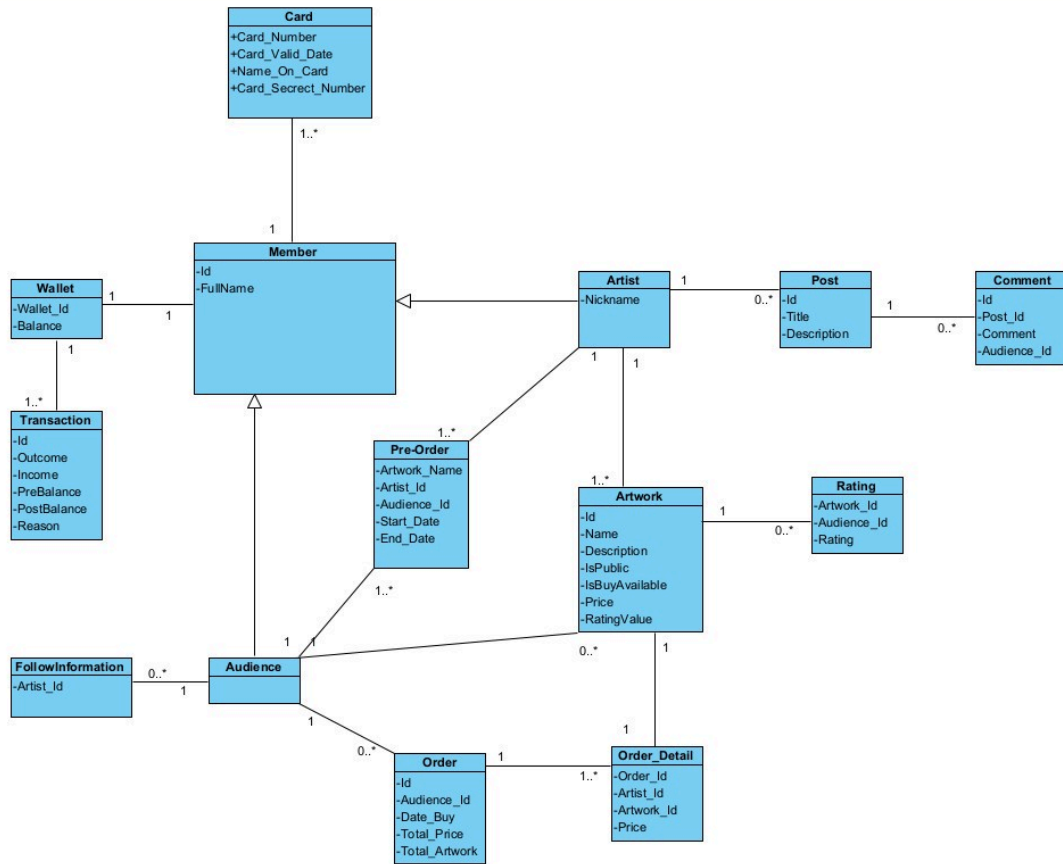 Card
+Card_Number
+Card_Valid_Date
+Name_On_Card
+Card_Secrect_Number
1..*
1
Member
-Id
-FullName
Wallet
-Wallet_Id
-Balance
1
1
1
1..*
Transaction
-Id
-Outcome
-Income
-PreBalance
-PostBalance
-Reason
Artist
-Nickname
1
0..*
Post
-Id
-Title
-Description
1
0..*
Comment
-Id
-Post_Id
-Comment
-Audience_Id
1
1
1..*
Pre-Order
-Artwork_Name
-Artist_Id
-Audience_Id
-Start_Date
-End_Date
1..*
1..*
Artwork
-Id
-Name
-Description
-IsPublic
-IsBuyAvailable
-Price
-RatingValue
1
0..*
Rating
-Artwork_Id
-Audience_Id
-Rating
1
1
0..*
1
FollowInformation
-Artist_Id
0..*
1
Audience
1
0..*
Order
-Id
-Audience_Id
-Date_Buy
-Total_Price
-Total_Artwork
1
1..*
1
Order_Detail
-Order_Id
-Artist_Id
-Artwork_Id
-Price